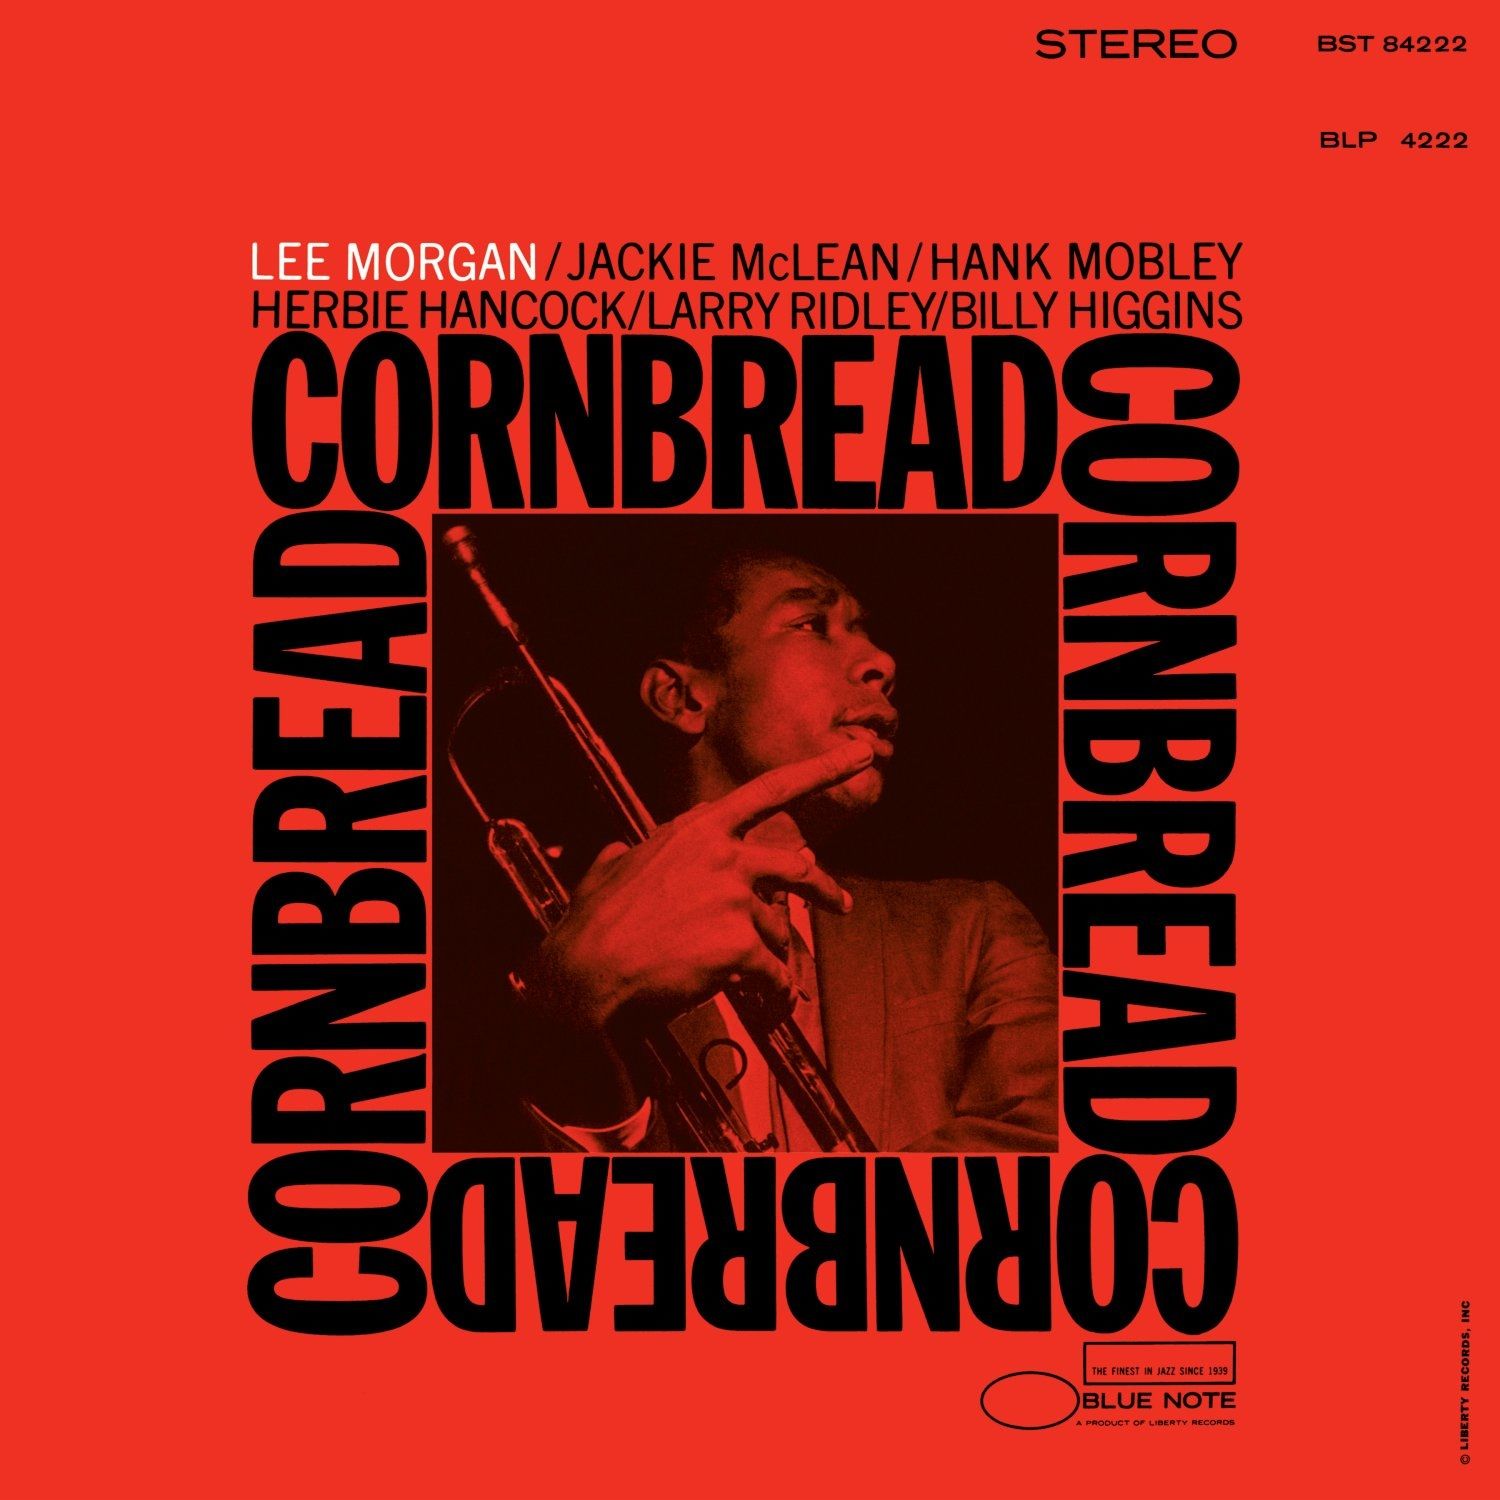 STEREO
BST 84222
BLP 4222
LEE MORGAN/JACKIE McLEAN/HANK MOBLEY
HERBIE HANCOCK/LARRY RIDLEY/BILLY HIGGINS
CORNBREAD
CORNBREAD
CORNBREAD
CORNBREAD
THE FINEST IN JAZZ SINCE 1939
BLUE NOTE
A PRODUCT OF LIBERTY RECORDS
© LIBERTY RECORDS, INC